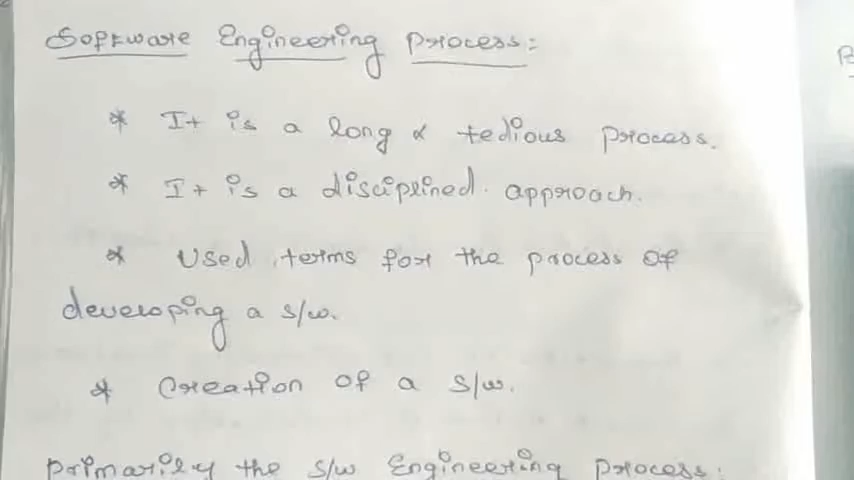 Software Engineering Process:
* It is a long & tedious process.
* It is a disciplined approach.
* Used terms for the process of
developing a s/w.
* Creation of a s/w.
Primarily the s/w Engineering process: